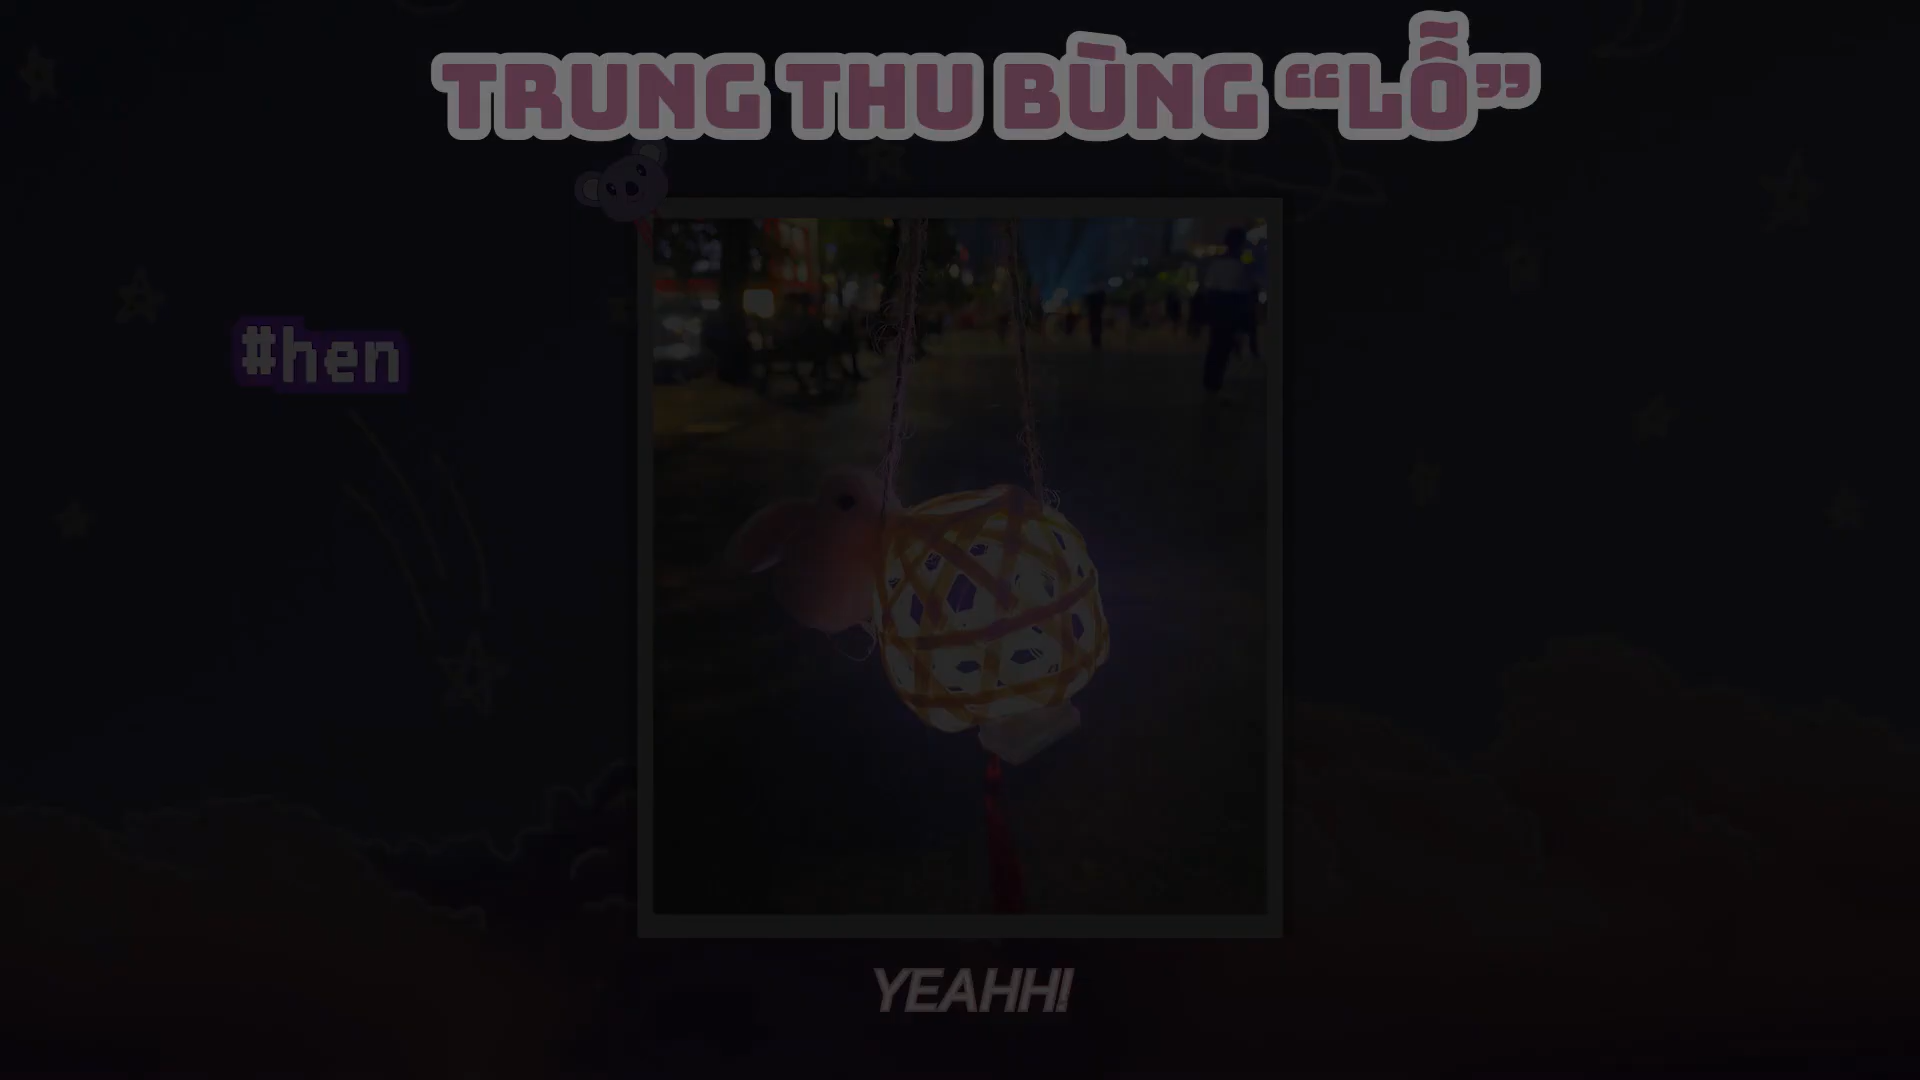 TRUNG THU BÙNG “LỖ”
#hen
YEAHH!